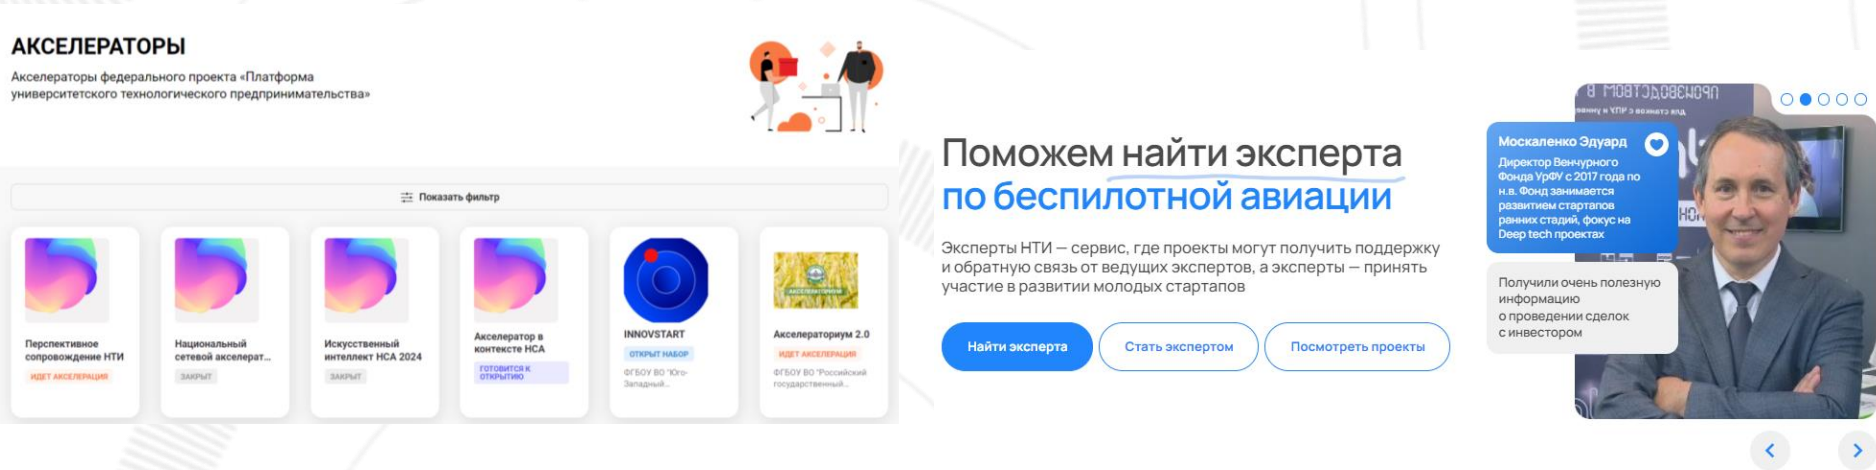 АКСЕЛЕРАТОРЫ
Акселераторы федерального проекта «Платформа
университетского технологического предпринимательства»
Показать фильтр
Перспективное
сопровождение НТИ
ИДЕТ АКСЕЛЕРАЦИЯ
Национальный
сетевой акселерат...
ЗАКРЫТ
Искусственный
интеллект НСА 2024
ЗАКРЫТ
Акселератор в
контексте НСА
ГОТОВИТСЯ К
ОТКРЫТИЮ
INNOVSTART
ОТКРЫТ НАБОР
ФГБОУ ВО "Юго-
Западный...
АКСЕЛЕРАТОРИУМ
Акселераториум 2.0
ИДЕТ АКСЕЛЕРАЦИЯ
ФГБОУ ВО "Российский
государственный...
Поможем найти эксперта
по беспилотной авиации
Эксперты НТИ — сервис, где проекты могут получить поддержку
и обратную связь от ведущих экспертов, а эксперты — принять
участие в развитии молодых стартапов
Найти эксперта
Стать экспертом
Посмотреть проекты
Москаленко Эдуард
Директор Венчурного
Фонда УрФУ с 2017 года по
н.в. Фонд занимается
развитием стартапов
ранних стадий, фокус на
Deep tech проектах
Получили очень полезную
информацию
о проведении сделок
с инвестором